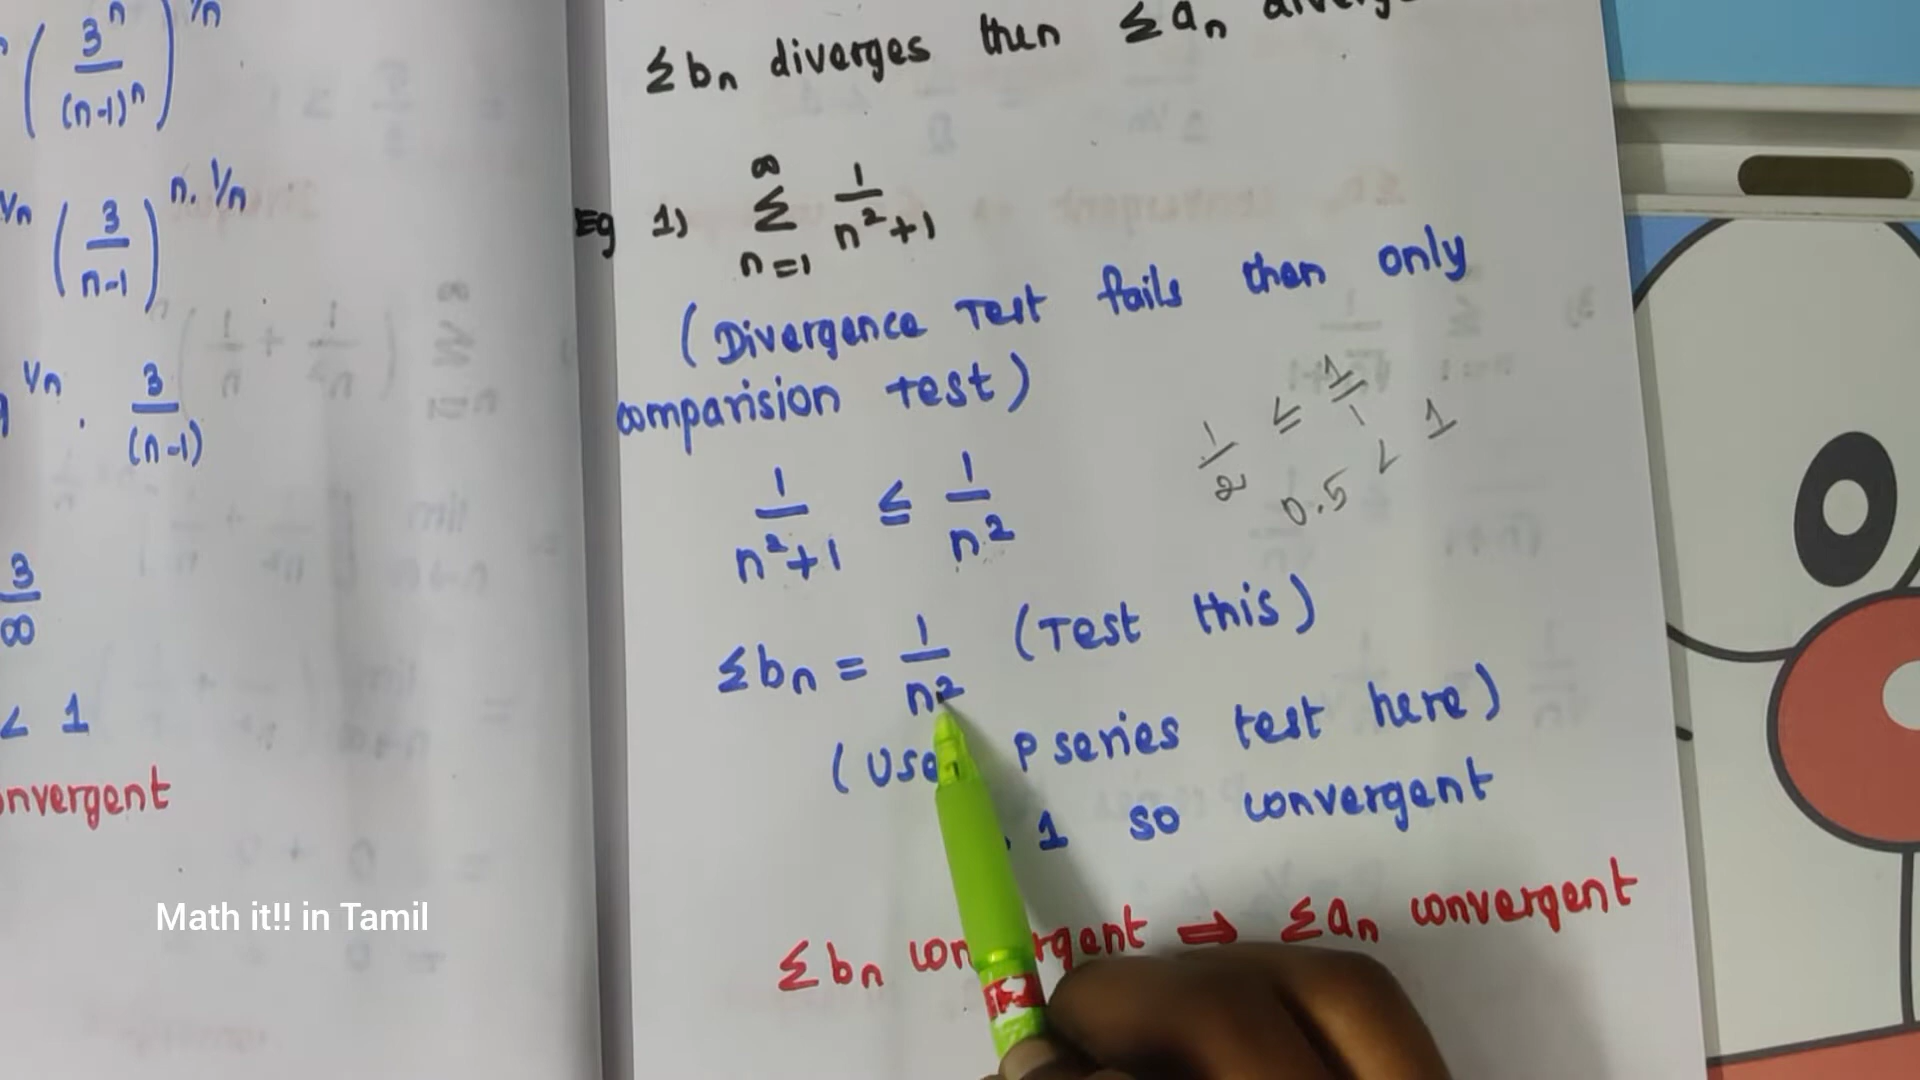 (3ⁿ/(n-1)ⁿ)^1/n
1/n (3/n-1)^n.1/n
1/n . 3/(n-1)
3/∞
< 1
Σbn diverges then Σan
Eg 1) ∞ Σ n=1 1/n²+1
(Divergence Test fails then only
comparision Test)
1/2 ≤ 1/1
0.5 < 1
1/n²+1 ≤ 1/n²
Σbn = 1/n² (Test this)
(Use P series test here)
1 so convergent
Σbn convergent ⇒ Σan convergent
Math it!! in Tamil